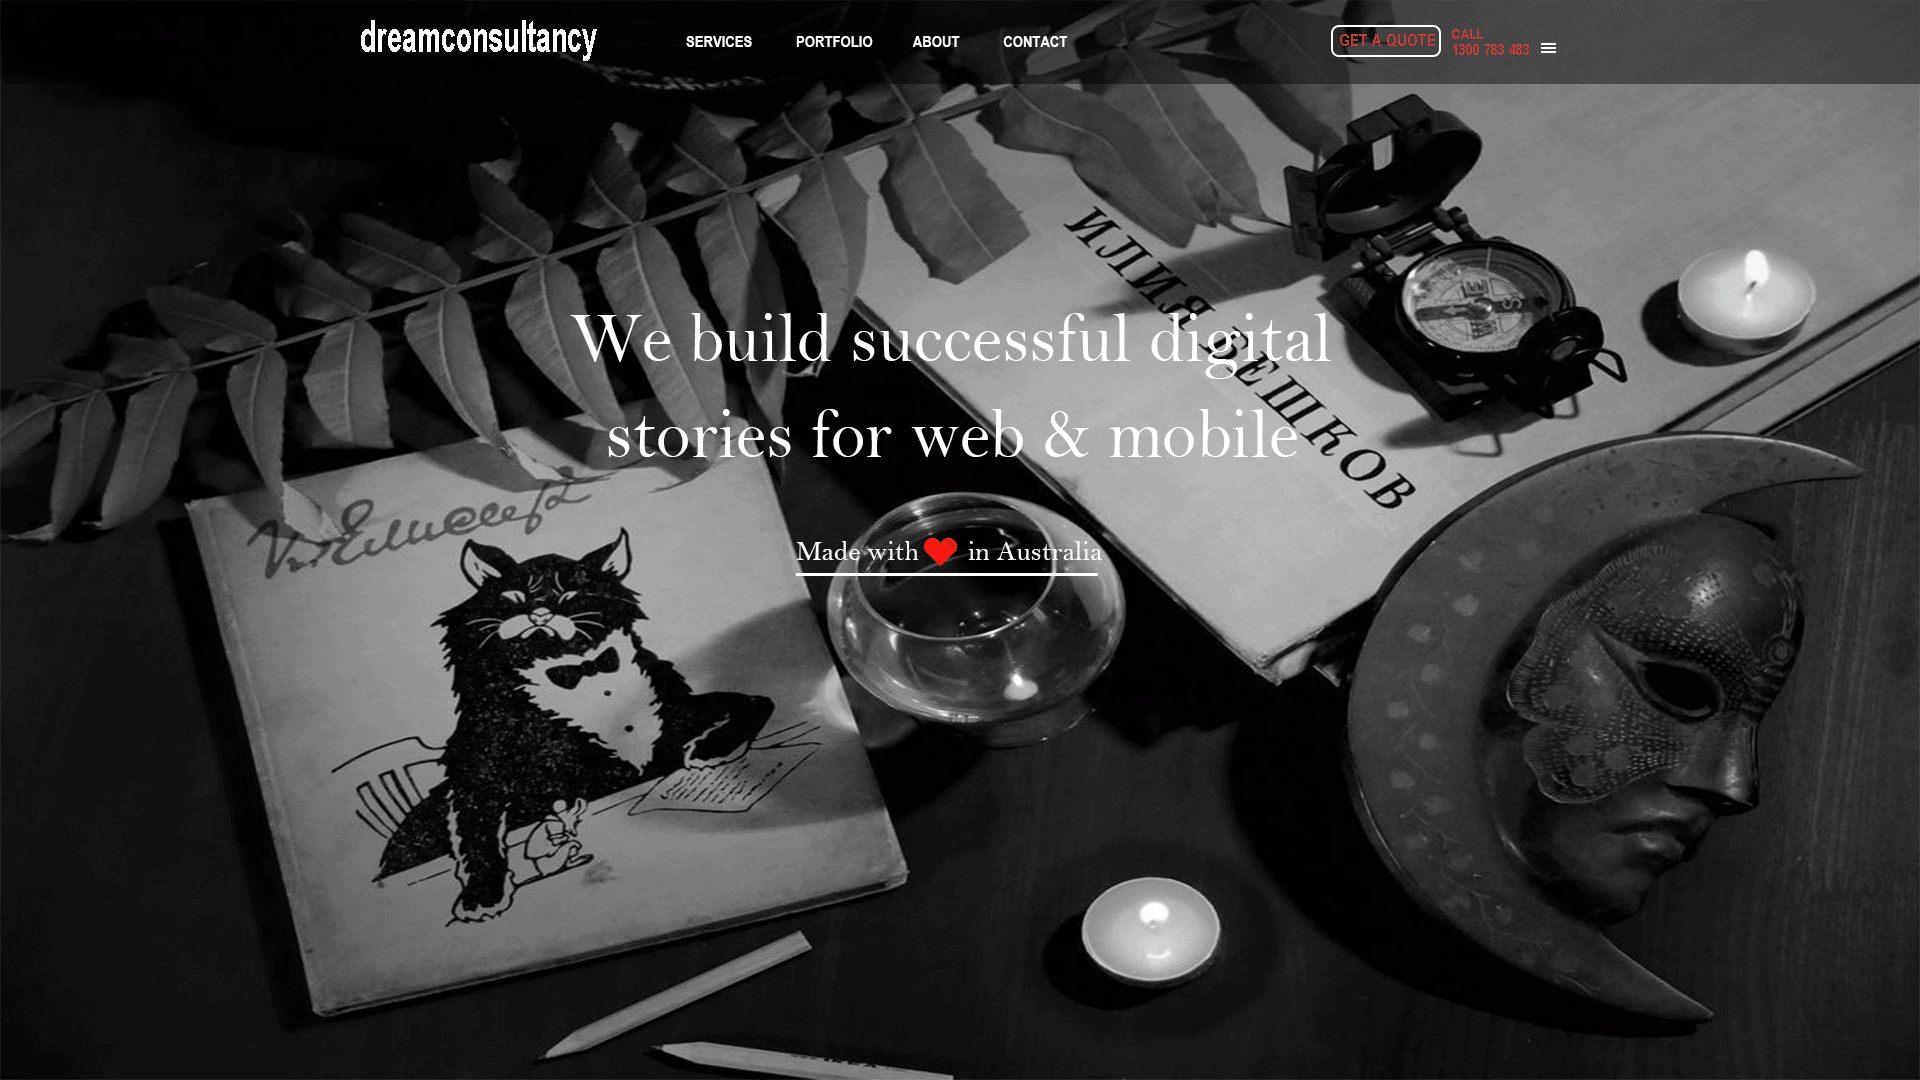 dreamconsultancy
SERVICES
PORTFOLIO
ABOUT
CONTACT
GET A QUOTE
CALL
1300 783 483
ИЛИЯ БЕШКОВ
We build successful digital
stories for web & mobile
Made with ❤ in Australia